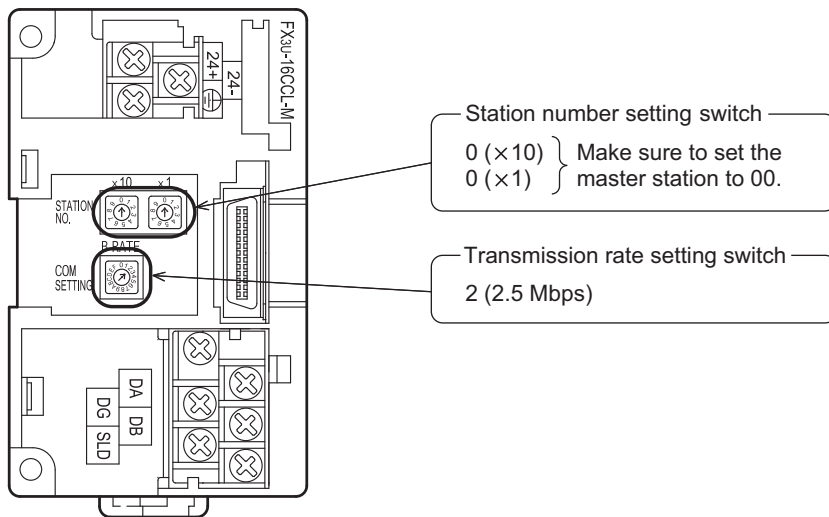 FX3U-16CCL-M
24+
24-
Station number setting switch
0 (×10)
0 (×1)
Make sure to set the
master station to 00.
×10
×1
STATION
NO.
B RATE
COM
SETTING
Transmission rate setting switch
2 (2.5 Mbps)
DA
DB
DG
SLD